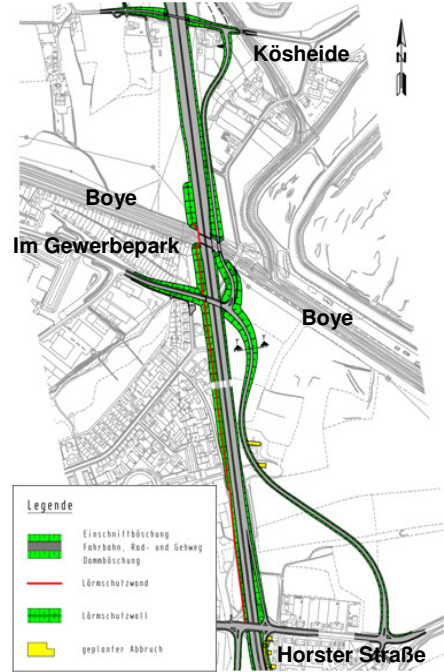 Kösheide
N
Boye
Im Gewerbepark
Boye
Legende
Einschnittböschung
Fahrbahn, Rad- und Gehweg
Dammböschung
Lärmschutzwand
Lärmschutzwall
geplanter Abbruch
Horster Straße